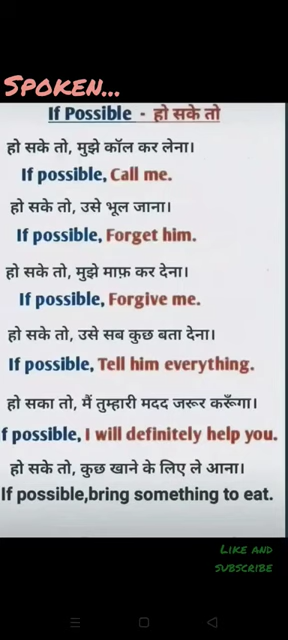 Spoken...
If Possible - हो सके तो
हो सके तो, मुझे कॉल कर लेना।
If possible, Call me.
हो सके तो, उसे भूल जाना।
If possible, Forget him.
हो सके तो, मुझे माफ़ कर देना।
If possible, Forgive me.
हो सके तो, उसे सब कुछ बता देना।
If possible, Tell him everything.
हो सका तो, मैं तुम्हारी मदद जरूर करूँगा।
f possible, I will definitely help you.
हो सके तो, कुछ खाने के लिए ले आना।
If possible,bring something to eat.
Like and
subscribe